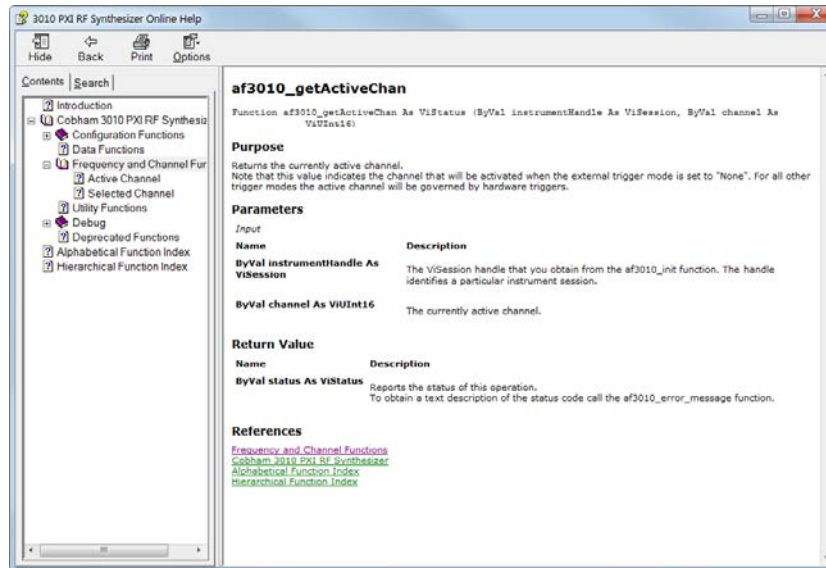 3010 PXI RF Synthesizer Online Help
Hide Back Print Options
Contents Search
Introduction
Cobham 3010 PXI RF Synthesiz
Configuration Functions
Data Functions
Frequency and Channel Fur
Active Channel
Selected Channel
Utility Functions
Debug
Deprecated Functions
Alphabetical Function Index
Hierarchical Function Index
af3010_getActiveChan
Function af3010_getActiveChan As ViStatus (ByVal instrumentHandle As ViSession, ByVal channel As
ViUInt16)
Purpose
Returns the currently active channel.
Note that this value indicates the channel that will be activated when the external trigger mode is set to "None". For all other
trigger modes the active channel will be governed by hardware triggers.
Parameters
Input
Name Description
ByVal instrumentHandle As
ViSession
The ViSession handle that you obtain from the af3010_init function. The handle
identifies a particular instrument session.
ByVal channel As ViUInt16
The currently active channel.
Return Value
Name Description
ByVal status As ViStatus
Reports the status of this operation.
To obtain a text description of the status code call the af3010_error_message function.
References
Frequency and Channel Functions
Cobham 3010 PXI RF Synthesizer
Alphabetical Function Index
Hierarchical Function Index